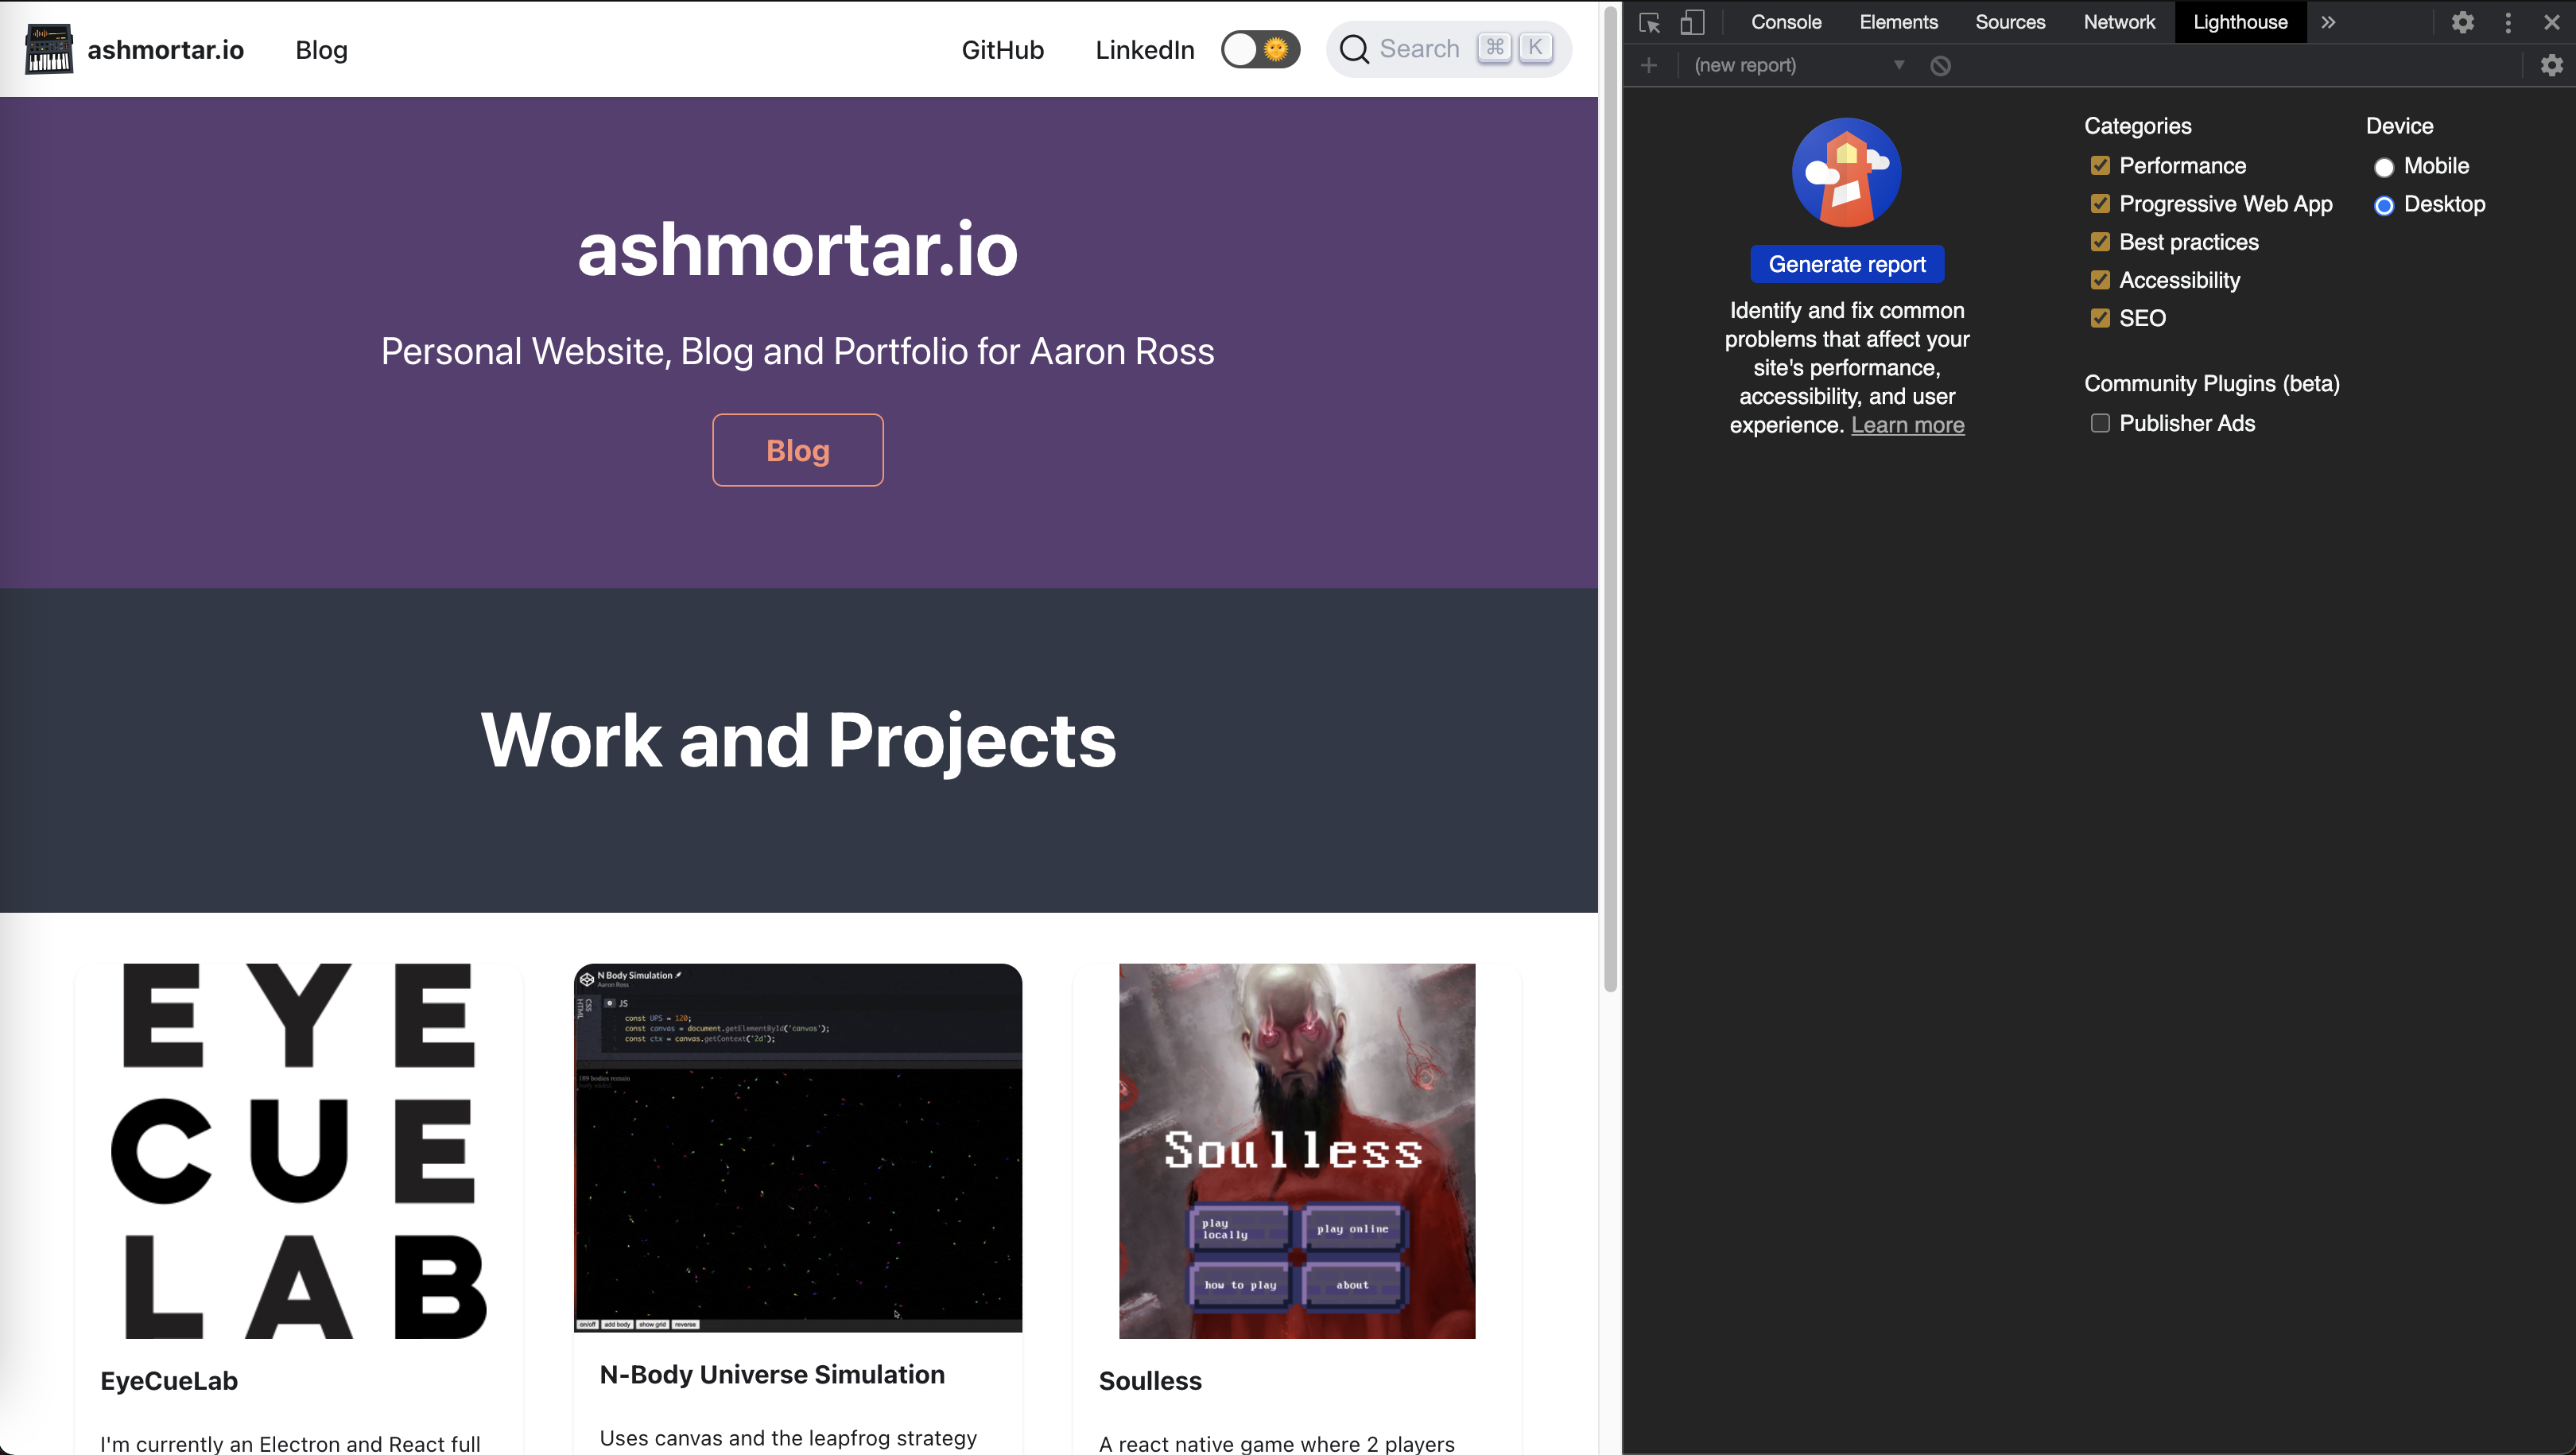 ashmortar.io
Blog
GitHub
LinkedIn
Search ⌘ K
ashmortar.io
Personal Website, Blog and Portfolio for Aaron Ross
Blog
Work and Projects
EYE
CUE
LAB
EyeCueLab
I'm currently an Electron and React full
N Body Simulation
Aaron Ross
HTML
CSS
JS
const UPS = 120;
const canvas = document.getElementById('canvas');
const ctx = canvas.getContext('2d');
189 bodies remain
on/off
add body
show grid
reverse
N-Body Universe Simulation
Uses canvas and the leapfrog strategy
Soulless
play
locally
play online
how to play
about
Soulless
A react native game where 2 players
Console
Elements
Sources
Network
Lighthouse
(new report)
Generate report
Identify and fix common
problems that affect your
site's performance,
accessibility, and user
experience. Learn more
Categories
Performance
Progressive Web App
Best practices
Accessibility
SEO
Community Plugins (beta)
Publisher Ads
Device
Mobile
Desktop